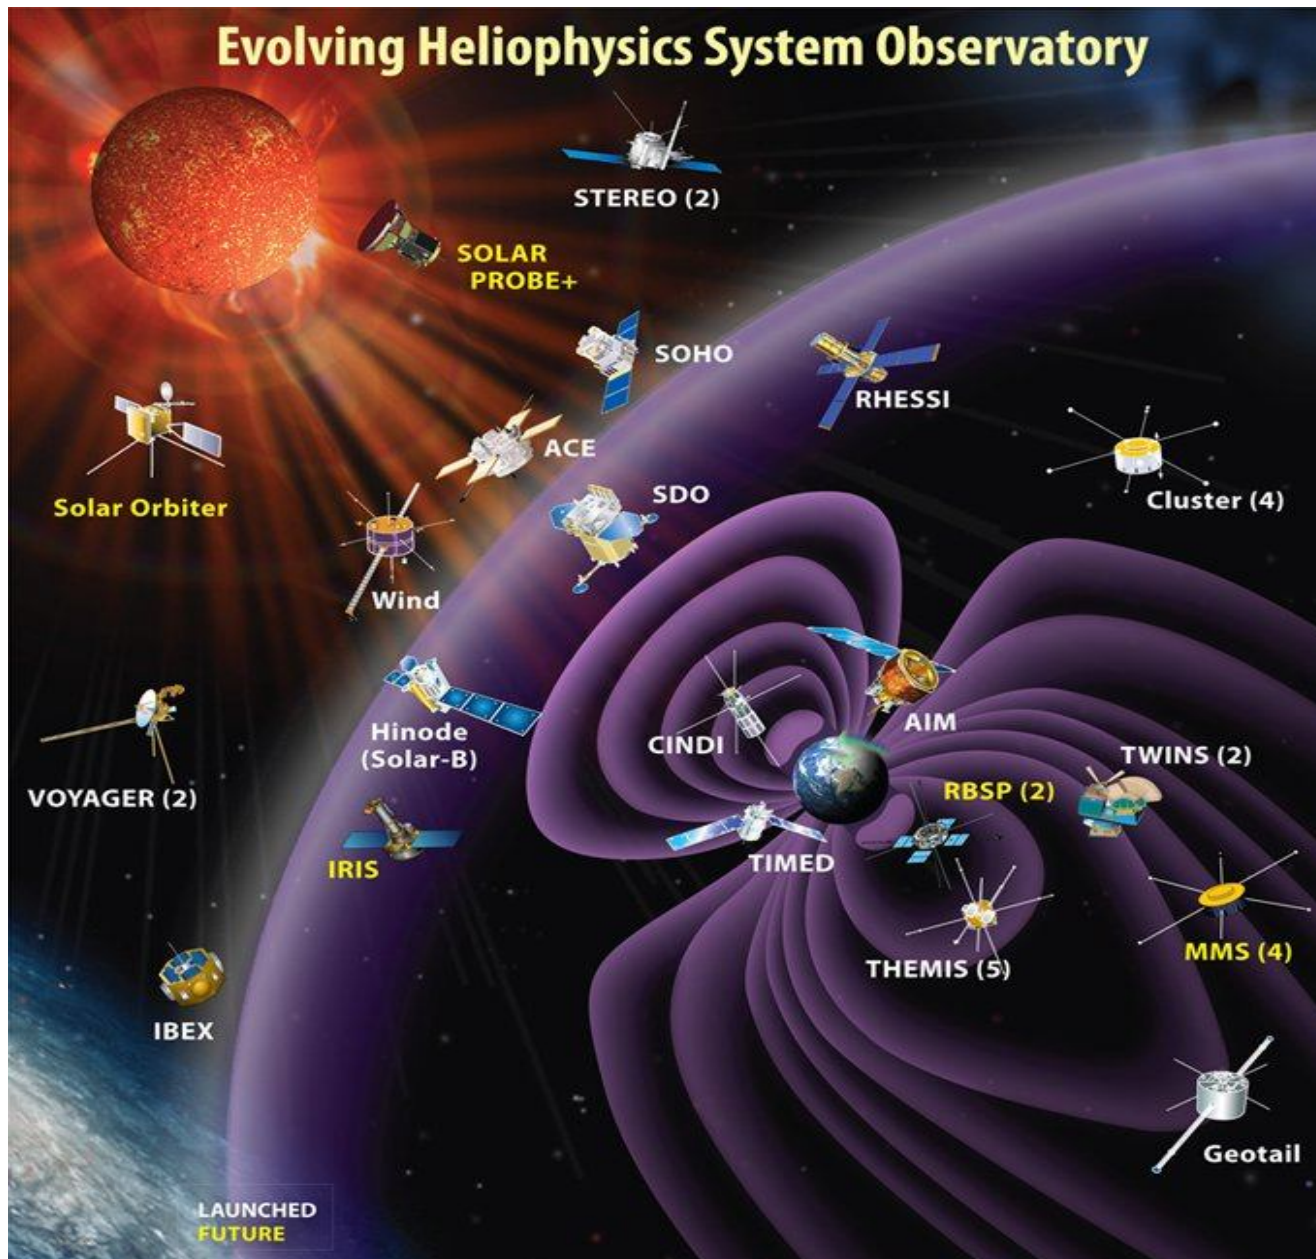 Evolving Heliophysics System Observatory
STEREO (2)
SOLAR
PROBE+
SOHO
RHESSI
ACE
Cluster (4)
Solar Orbiter
SDO
Wind
Hinode
(Solar-B)
CINDI
AIM
TWINS (2)
VOYAGER (2)
RBSP (2)
IRIS
TIMED
MMS (4)
THEMIS (5)
IBEX
Geotail
LAUNCHED
FUTURE